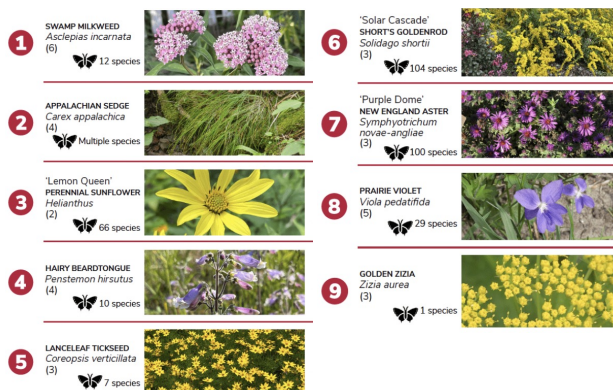 1
SWAMP MILKWEED
Asclepias incarnata
(6)
12 species
2
APPALACHIAN SEDGE
Carex appalachica
(4)
Multiple species
3
‘Lemon Queen’
PERENNIAL SUNFLOWER
Helianthus
(2)
66 species
4
HAIRY BEARDTONGUE
Penstemon hirsutus
(4)
10 species
5
LANCELEAF TICKSEED
Coreopsis verticillata
(3)
7 species
6
‘Solar Cascade’
SHORT'S GOLDENROD
Solidago shortii
(3)
104 species
7
‘Purple Dome’
NEW ENGLAND ASTER
Symphyotrichum
novae-angliae
(3)
100 species
8
PRAIRIE VIOLET
Viola pedatifida
(5)
29 species
9
GOLDEN ZIZIA
Zizia aurea
(3)
1 species